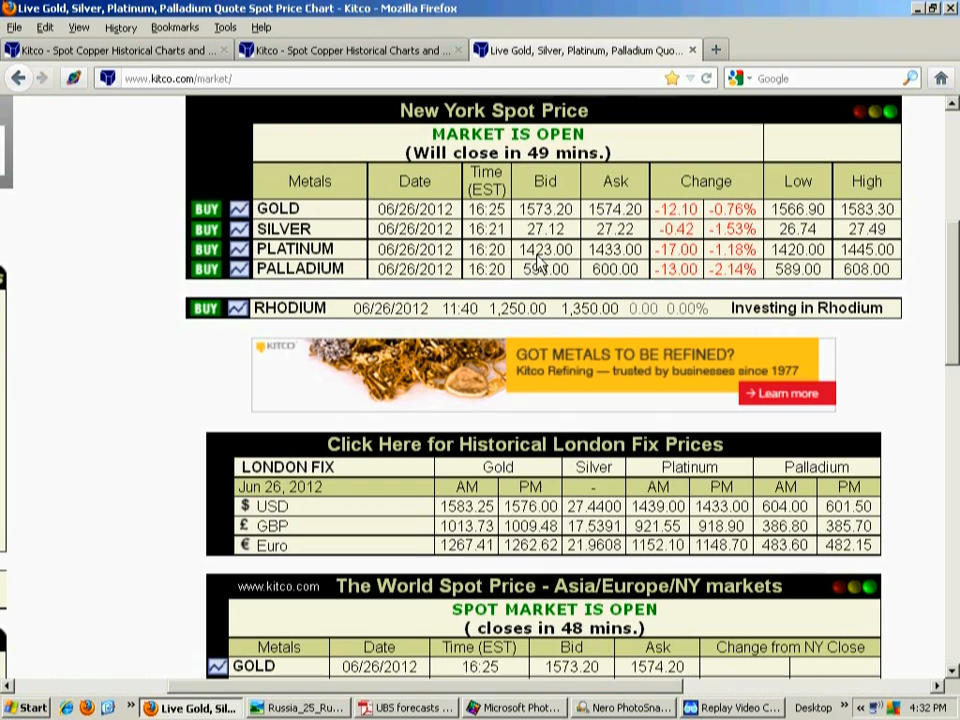 Live Gold, Silver, Platinum, Palladium Quote Spot Price Chart - Kitco - Mozilla Firefox
File Edit View History Bookmarks Tools Help
Kitco - Spot Copper Historical Charts and ... Kitco - Spot Copper Historical Charts and ... Live Gold, Silver, Platinum, Palladium Quo...
www.kitco.com/market/ Google
New York Spot Price
MARKET IS OPEN
(Will close in 49 mins.)
Metals Date Time (EST) Bid Ask Change Low High
BUY GOLD 06/26/2012 16:25 1573.20 1574.20 -12.10 -0.76% 1566.90 1583.30
BUY SILVER 06/26/2012 16:21 27.12 27.22 -0.42 -1.53% 26.74 27.49
BUY PLATINUM 06/26/2012 16:20 1423.00 1433.00 -17.00 -1.18% 1420.00 1445.00
BUY PALLADIUM 06/26/2012 16:20 600.00 -13.00 -2.14% 589.00 608.00
BUY RHODIUM 06/26/2012 11:40 1,250.00 1,350.00 0.00 0.00% Investing in Rhodium
KITCO GOT METALS TO BE REFINED?
Kitco Refining — trusted by businesses since 1977
Learn more
Click Here for Historical London Fix Prices
LONDON FIX Gold Silver Platinum Palladium
Jun 26, 2012 AM PM - AM PM AM PM
$ USD 1583.25 1576.00 27.4400 1439.00 1433.00 604.00 601.50
£ GBP 1013.73 1009.48 17.5391 921.55 918.90 386.80 385.70
€ Euro 1267.41 1262.62 21.9608 1152.10 1148.70 483.60 482.15
www.kitco.com The World Spot Price - Asia/Europe/NY markets
SPOT MARKET IS OPEN
( closes in 48 mins.)
Metals Date Time (EST) Bid Ask Change from NY Close
GOLD 06/26/2012 16:25 1573.20 1574.20
Start Live Gold, Sil... Russia_25_Ru... UBS forecasts ... Microsoft Phot... Nero PhotoSna... Replay Video C... Desktop 4:32 PM